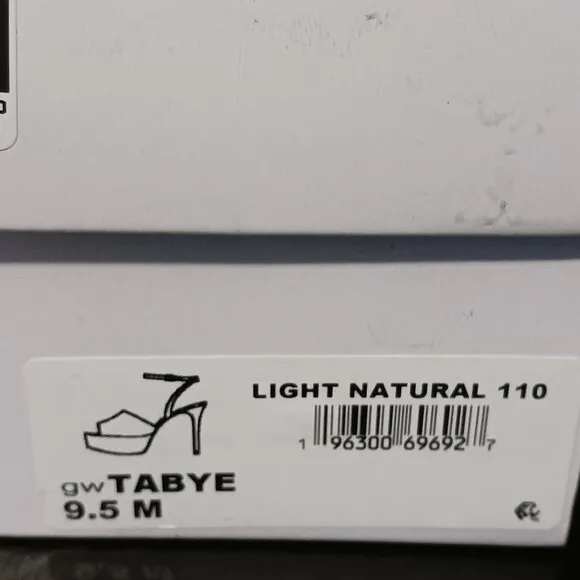 LIGHT NATURAL 110
1 96300 69692 7
gwTABYE
9.5 M